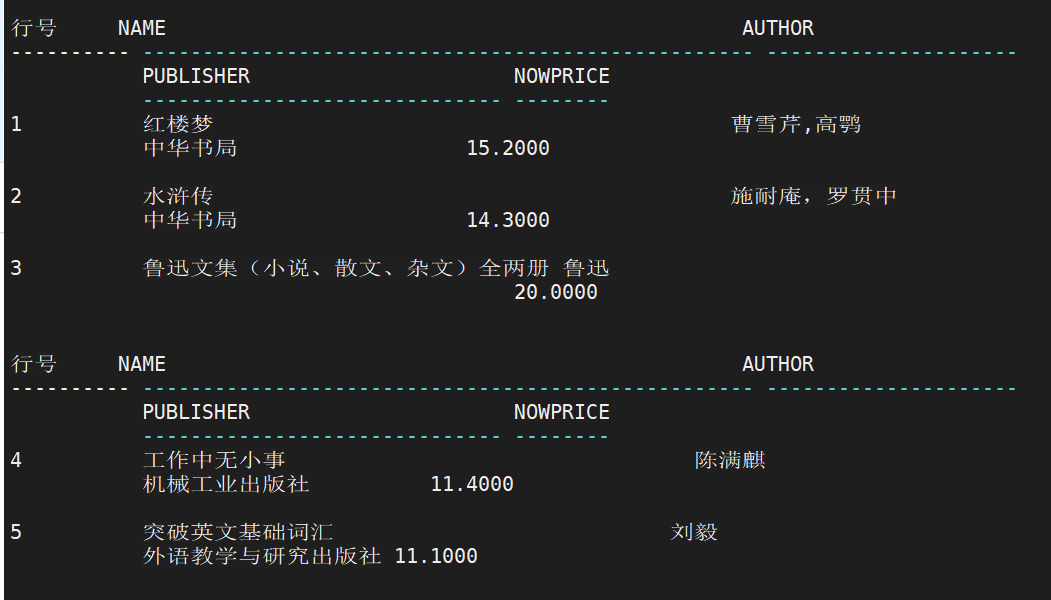 行号     NAME                                                AUTHOR
---------- --------------------------------------------------- ---------------------
           PUBLISHER                      NOWPRICE
           ------------------------------ --------
1          红楼梦                                           曹雪芹,高鹗
           中华书局                   15.2000
2          水浒传                                           施耐庵，罗贯中
           中华书局                   14.3000
3          鲁迅文集（小说、散文、杂文）全两册 鲁迅
                                          20.0000
行号     NAME                                                AUTHOR
---------- --------------------------------------------------- ---------------------
           PUBLISHER                      NOWPRICE
           ------------------------------ --------
4          工作中无小事                                  陈满麒
           机械工业出版社          11.4000
5          突破英文基础词汇                            刘毅
           外语教学与研究出版社 11.1000